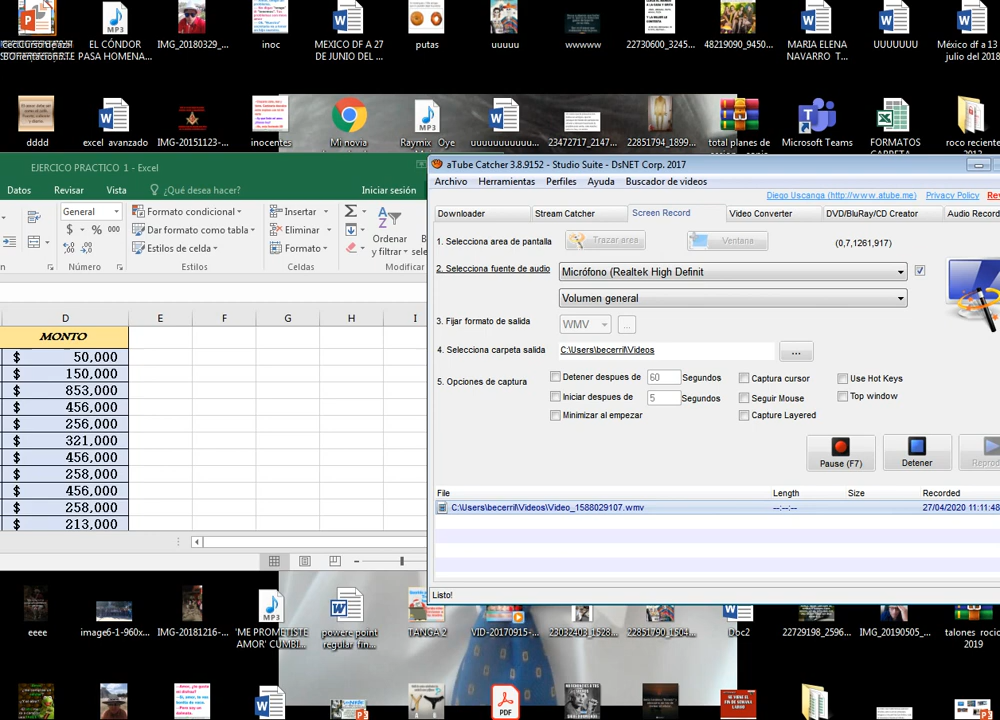 EL CÓNDOR
PASA HOMENA...
IMG_20180329_...
inoc
MEXICO DF A 27
DE JUNIO DEL ...
putas
uuuuu
wwwww
22730600_3245...
48219090_9450...
MARIA ELENA
NAVARRO T...
UUUUUU
México df a 13
julio del 2018
dddd
excel avanzado
IMG-20151123-...
inocentes
Mi novia
Raymix_Oye
uuuuuuuuuu...
23472717_2147...
22851794_1899...
total planes de
Microsoft Teams
FORMATOS
CARPETA
roco reciente
2013
EJERCICO PRACTICO 1 - Excel
Datos Revisar Vista ¿Qué desea hacer? Iniciar sesión
General
Formato condicional
Dar formato como tabla
Estilos de celda
Insertar
Eliminar
Formato
Ordenar
y filtrar
Número Estilos Celdas Modificar
D E F G H I
MONTO
$ 50,000
$ 150,000
$ 853,000
$ 456,000
$ 256,000
$ 321,000
$ 456,000
$ 258,000
$ 456,000
$ 258,000
$ 213,000
aTube Catcher 3.8.9152 - Studio Suite - DsNET Corp. 2017
Archivo Herramientas Perfiles Ayuda Buscador de videos
Diego Uscanga (http://www.atube.me) Privacy Policy Rev
Downloader Stream Catcher Screen Record Video Converter DVD/BluRay/CD Creator Audio Record
1. Selecciona area de pantalla Trazar area Ventana (0,7,1261,917)
2. Selecciona fuente de audio Micrófono (Realtek High Definit
Volumen general
3. Fijar formato de salida WMV ...
4. Selecciona carpeta salida C:\Users\becerril\Videos ...
5. Opciones de captura Detener despues de 60 Segundos Captura cursor Use Hot Keys
Iniciar despues de 5 Segundos Seguir Mouse Top window
Minimizar al empezar Capture Layered
Pause (F7) Detener Reprod
File Length Size Recorded
C:\Users\becerril\Videos\Video_1588029107.wmv --:--:-- 27/04/2020 11:11:48
Listo!
eeee
image6-1-960x...
IMG-20181216-...
'ME PROMETISTE
AMOR' CUMBI...
powere point
regular fin...
TANGA 2
VID-20170915-...
23032403_1528...
22851790_1504...
Doc2
22729198_2596...
IMG_20190505_...
talones rocio
2019
PDF